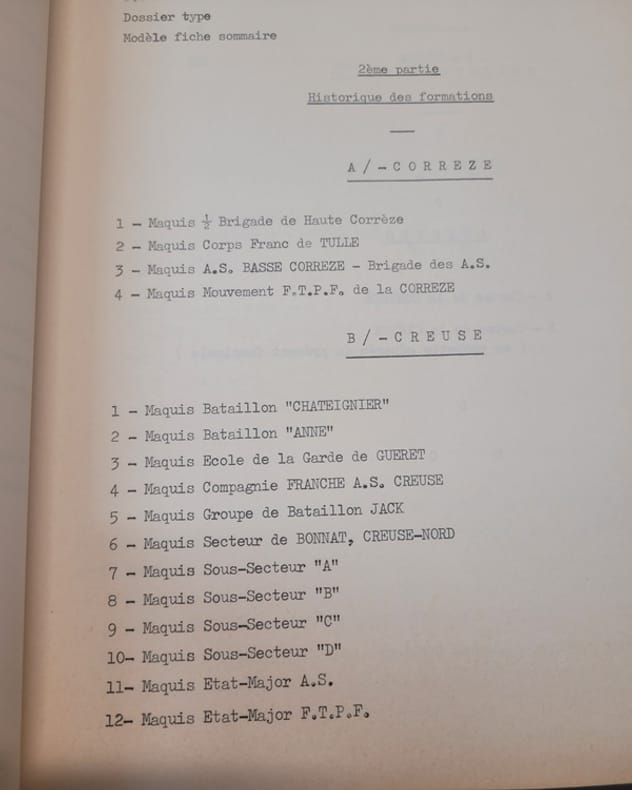 Dossier type
Modèle fiche sommaire
2ème partie
Historique des formations
A/-CORREZE
1 - Maquis ½ Brigade de Haute Corrèze
2 - Maquis Corps Franc de TULLE
3 - Maquis A.S. BASSE CORREZE - Brigade des A.S.
4 - Maquis Mouvement F.T.P.F. de la CORREZE
B/-CREUSE
1 - Maquis Bataillon "CHATEIGNIER"
2 - Maquis Bataillon "ANNE"
3 - Maquis Ecole de la Garde de GUERET
4 - Maquis Compagnie FRANCHE A.S. CREUSE
5 - Maquis Groupe de Bataillon JACK
6 - Maquis Secteur de BONNAT, CREUSE-NORD
7 - Maquis Sous-Secteur "A"
8 - Maquis Sous-Secteur "B"
9 - Maquis Sous-Secteur "C"
10- Maquis Sous-Secteur "D"
11- Maquis Etat-Major A.S.
12- Maquis Etat-Major F.T.P.F.